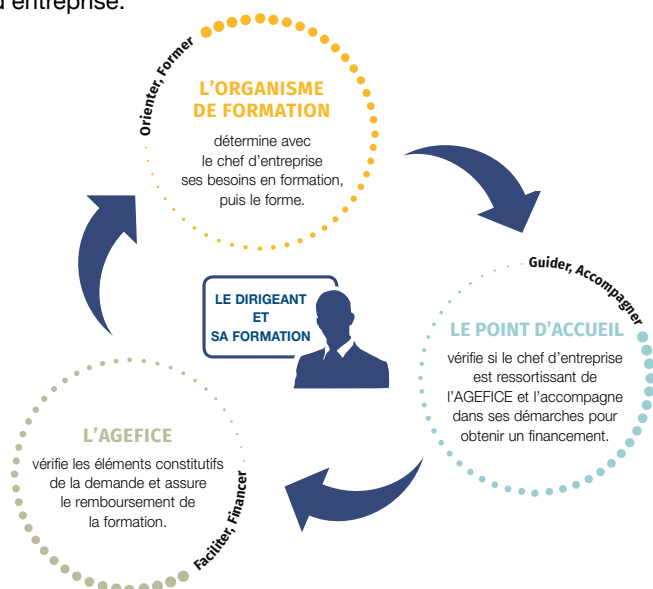 d'entreprise.
Orienter, Former
L'ORGANISME
DE FORMATION
détermine avec
le chef d'entreprise
ses besoins en formation,
puis le forme.
Guider, Accompagner
LE POINT D'ACCUEIL
vérifie si le chef d'entreprise
est ressortissant de
l'AGEFICE et l'accompagne
dans ses démarches pour
obtenir un financement.
LE DIRIGEANT
ET
SA FORMATION
L'AGEFICE
vérifie les éléments constitutifs
de la demande et assure
le remboursement de
la formation.
Faciliter, Financer